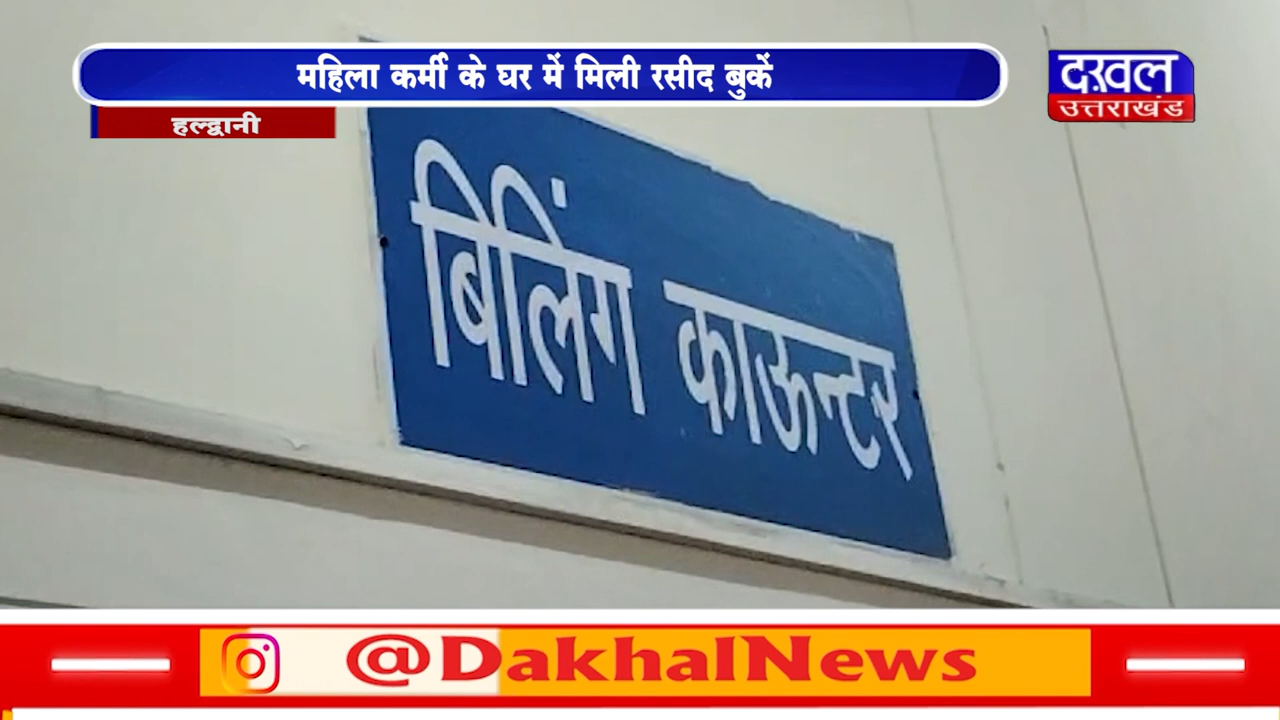 महिला कर्मी के घर में मिली रसीद बुकें
हल्द्वानी
दख़ल
उत्तराखंड
बिलिंग काऊन्टर
@DakhalNews